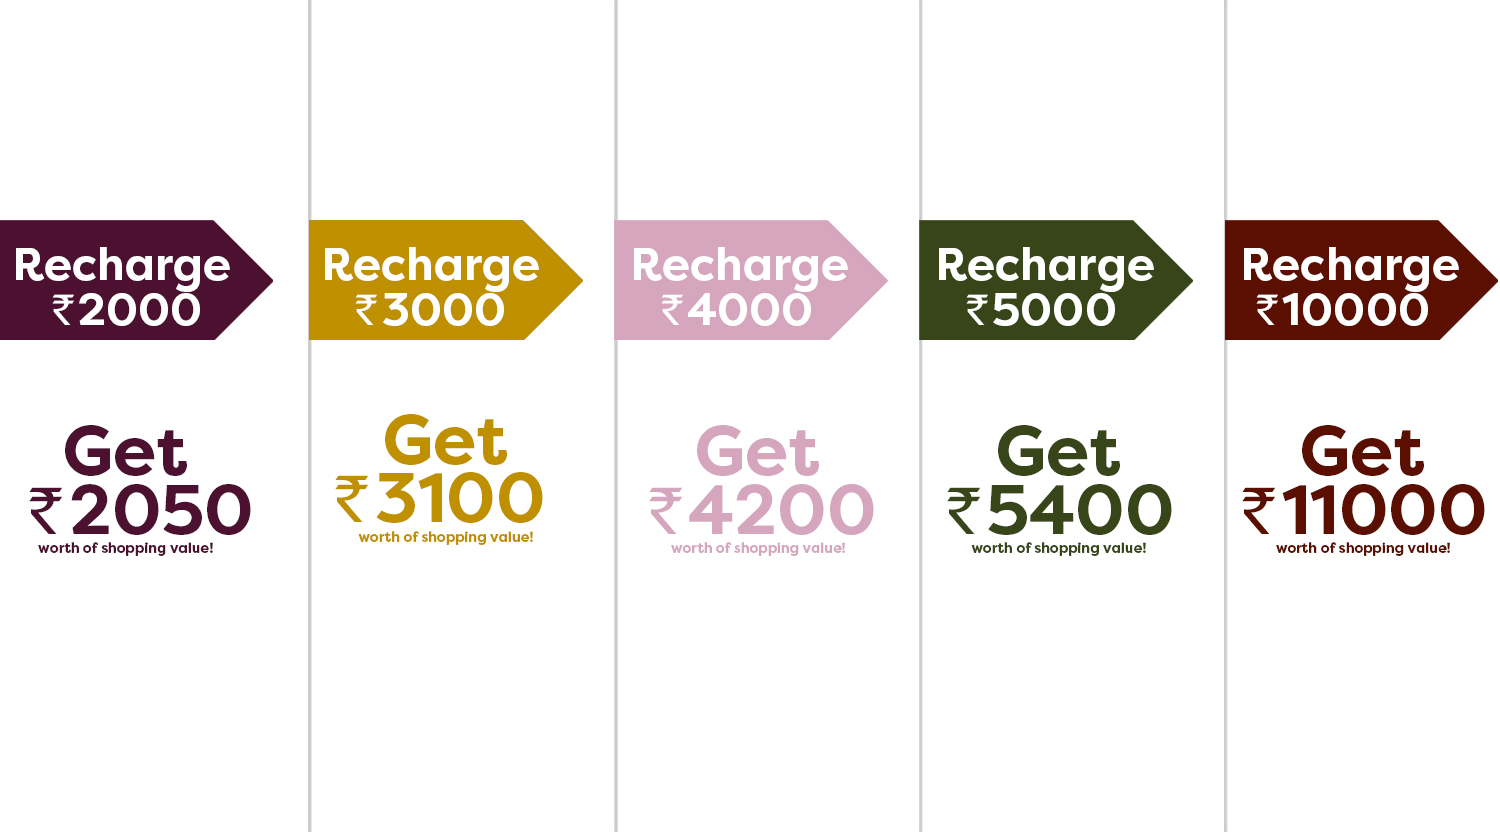 Recharge
₹2000
Get
₹2050
worth of shopping value!
Recharge
₹3000
Get
₹3100
worth of shopping value!
Recharge
₹4000
Get
₹4200
worth of shopping value!
Recharge
₹5000
Get
₹5400
worth of shopping value!
Recharge
₹10000
Get
₹11000
worth of shopping value!